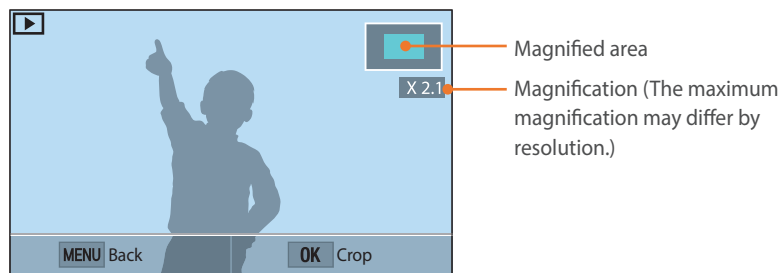 Magnified area
X 2.1
Magnification (The maximum
magnification may differ by
resolution.)
MENU Back
OK Crop